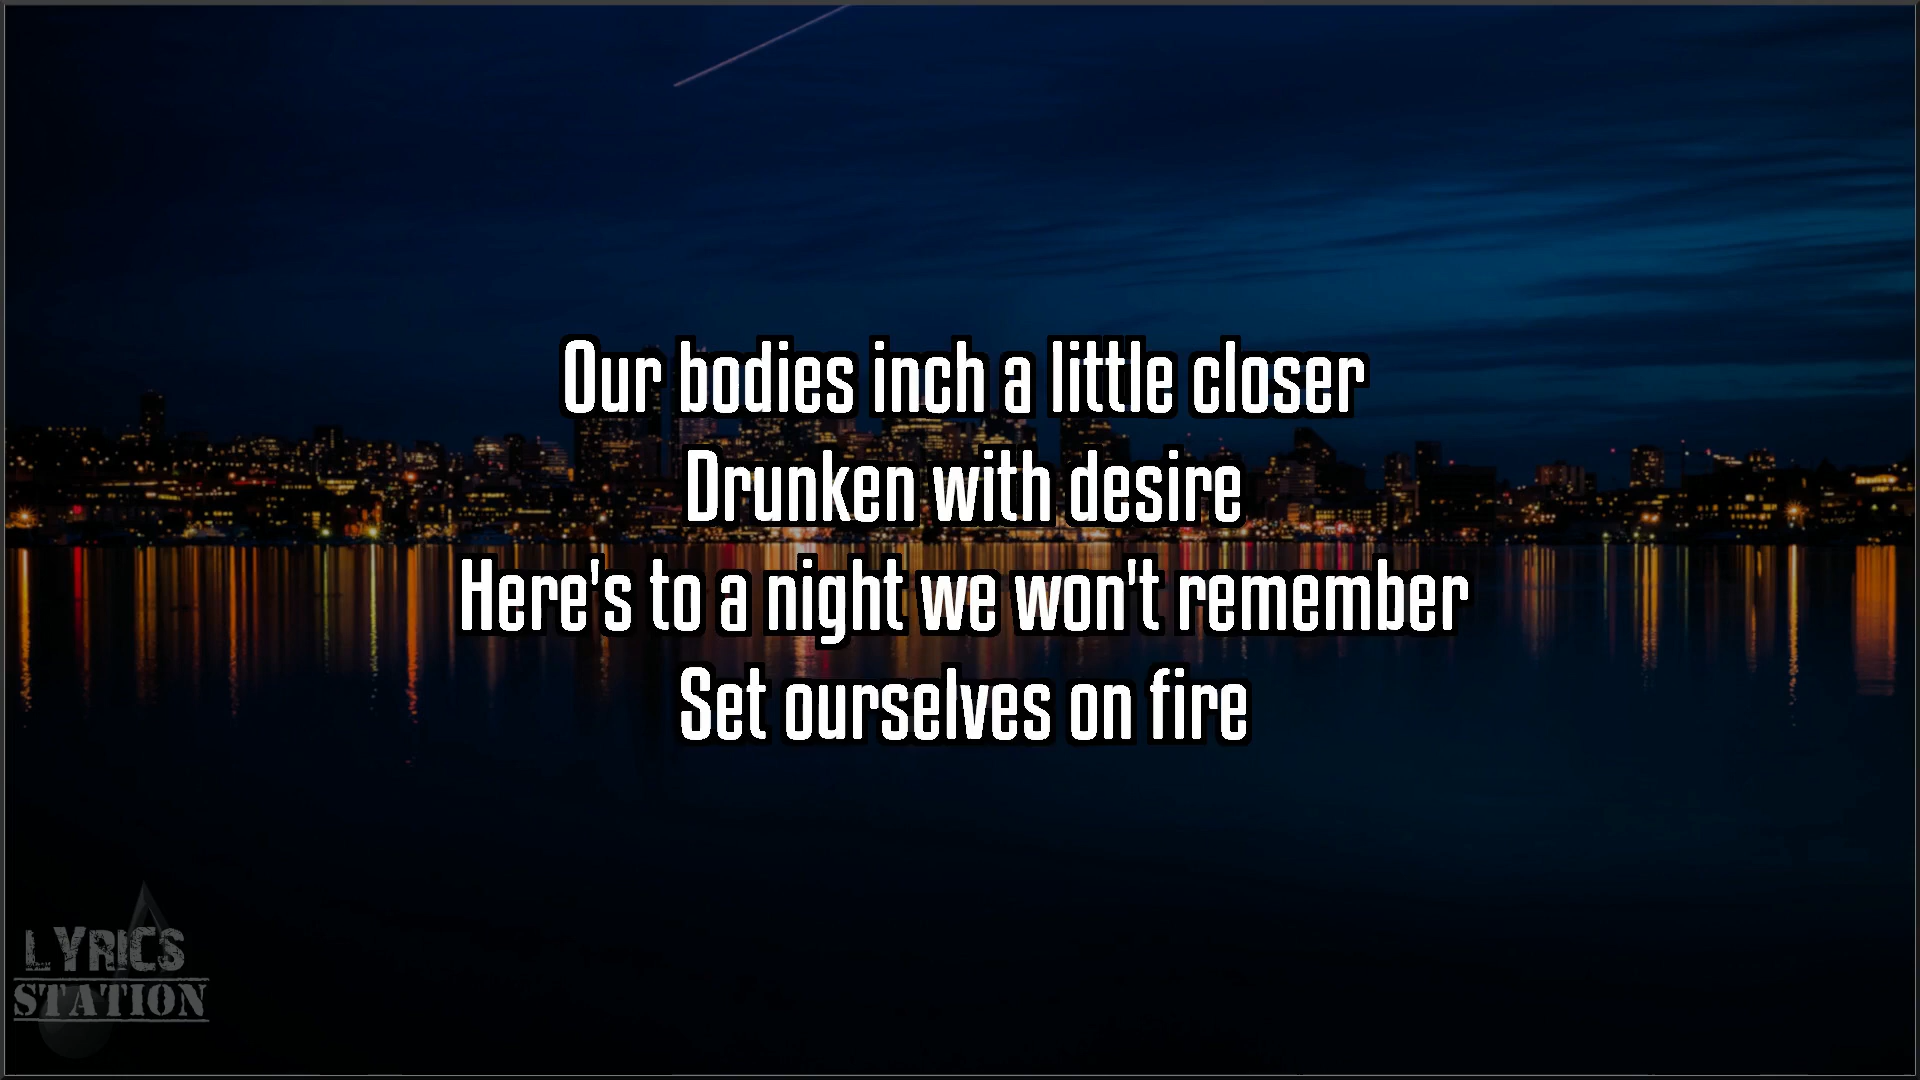 Our bodies inch a little closer
Drunken with desire
Here's to a night we won't remember
Set ourselves on fire
LYRICS
STATION